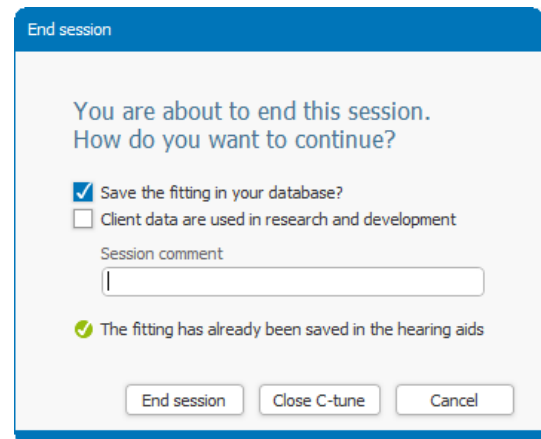 End session
You are about to end this session.
How do you want to continue?
Save the fitting in your database?
Client data are used in research and development
Session comment
The fitting has already been saved in the hearing aids
End session Close C-tune Cancel